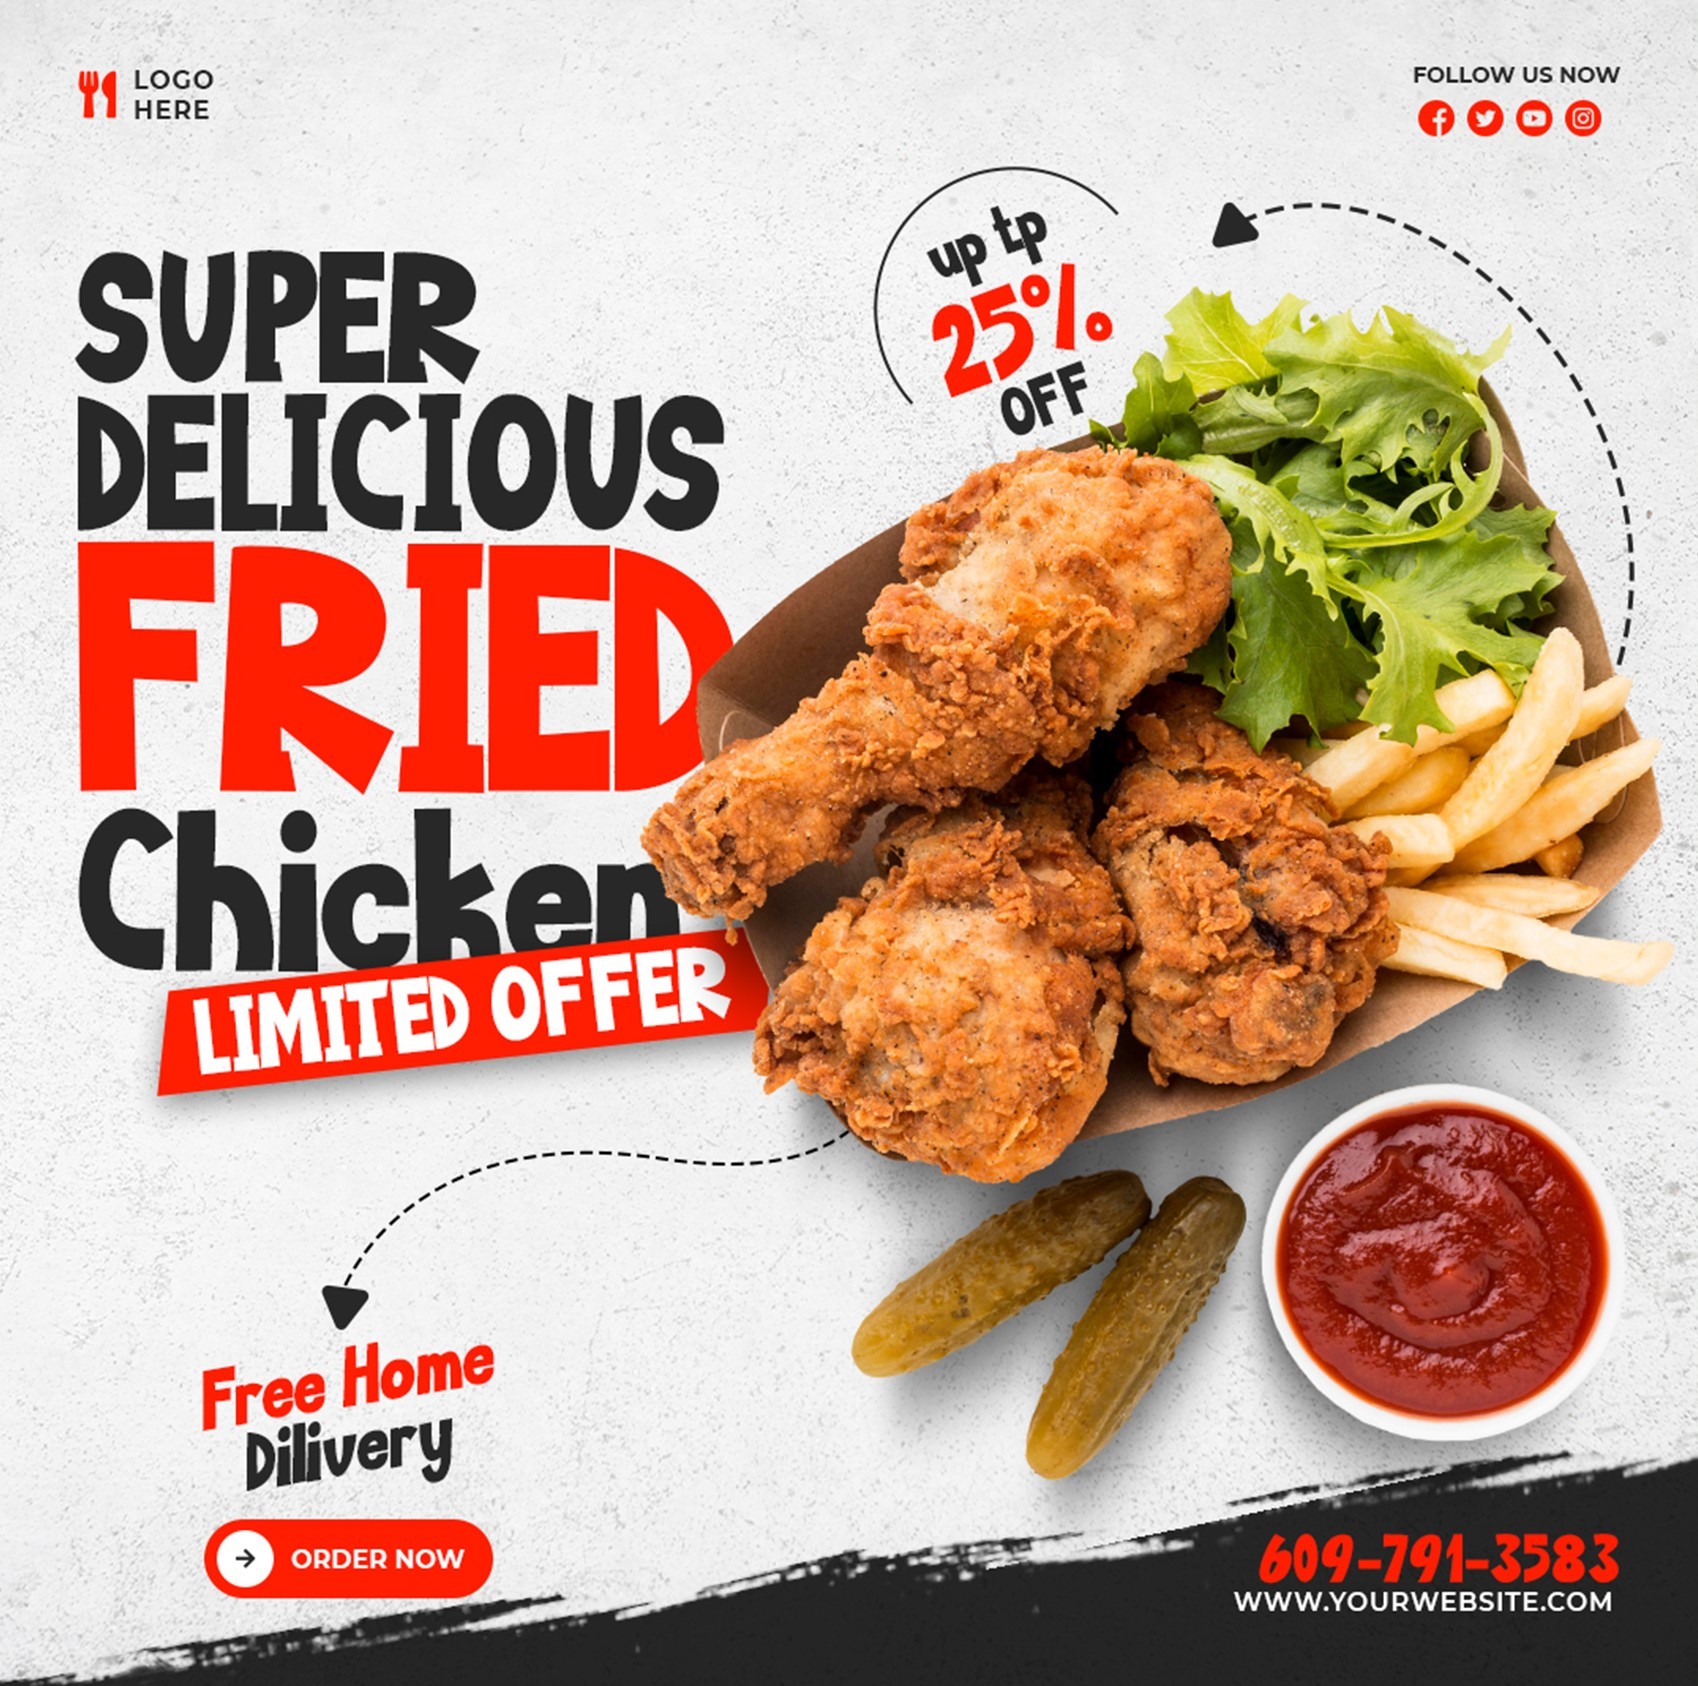 LOGO
HERE
FOLLOW US NOW
up tp
25%
OFF
SUPER
DELICIOUS
FRIED
Chicken
LIMITED OFFER
Free Home
Dilivery
ORDER NOW
609-791-3583
WWW.YOURWEBSITE.COM